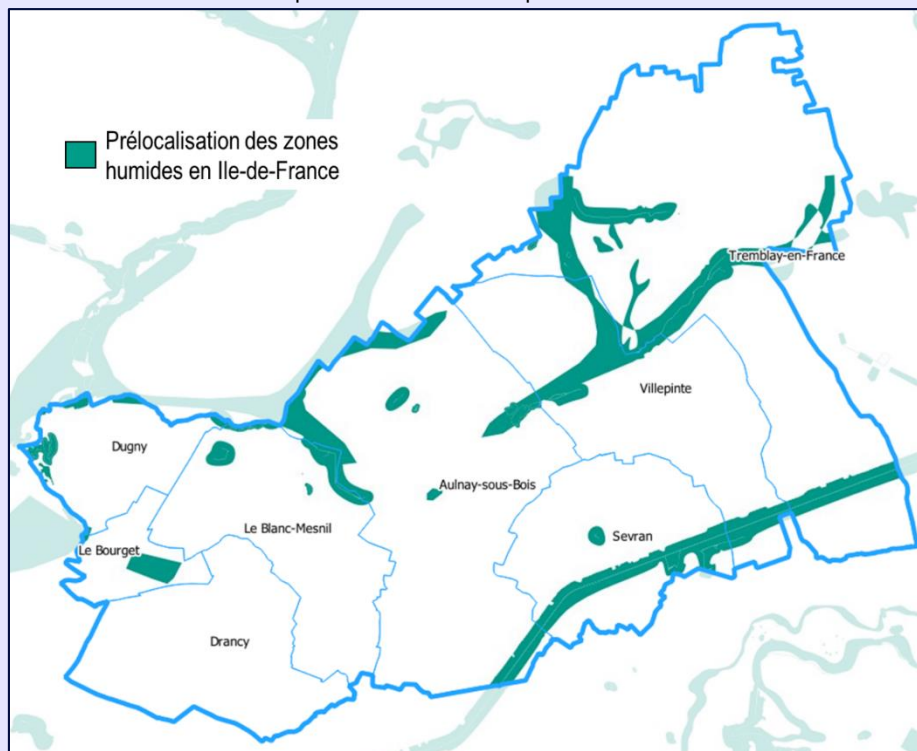 Prélocalisation des zones
humides en Ile-de-France
Tremblay-en-France
Villepinte
Dugny
Aulnay-sous-Bois
Le Blanc-Mesnil
Sevran
Le Bourget
Drancy